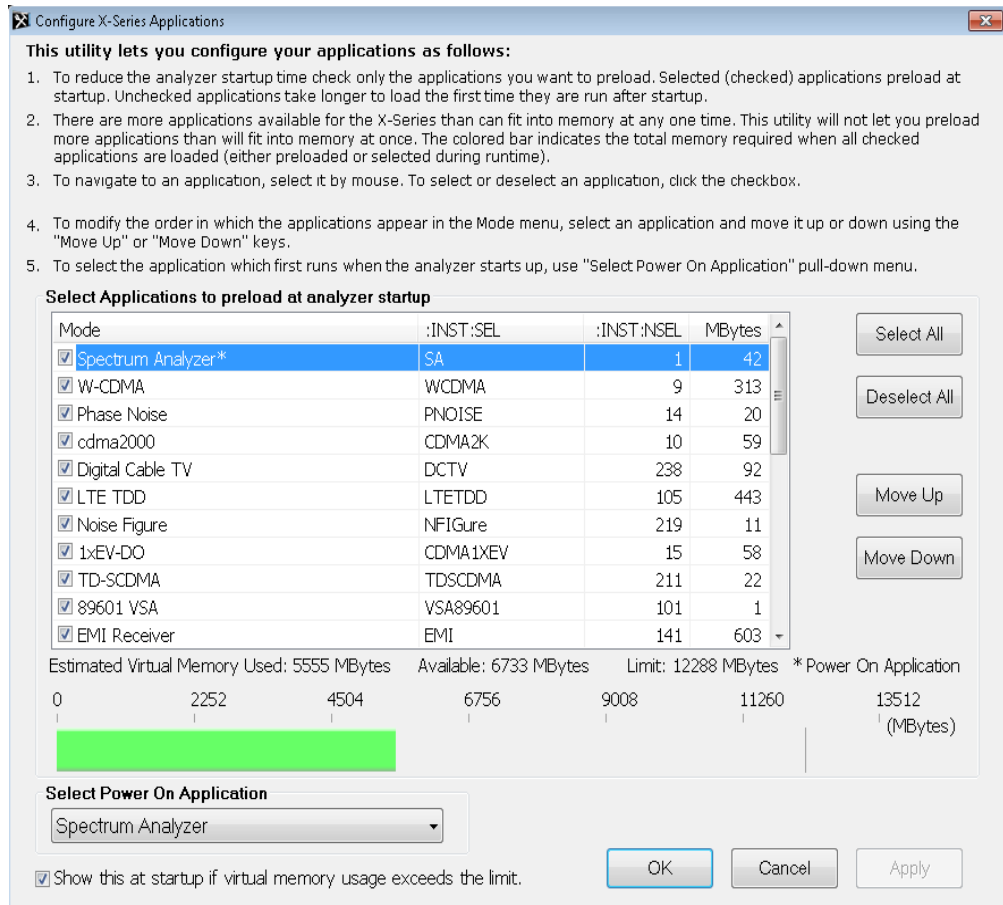 Configure X-Series Applications
This utility lets you configure your applications as follows:
1. To reduce the analyzer startup time check only the applications you want to preload. Selected (checked) applications preload at
startup. Unchecked applications take longer to load the first time they are run after startup.
2. There are more applications available for the X-Series than can fit into memory at any one time. This utility will not let you preload
more applications than will fit into memory at once. The colored bar indicates the total memory required when all checked
applications are loaded (either preloaded or selected during runtime).
3. To navigate to an application, select it by mouse. To select or deselect an application, click the checkbox.
4. To modify the order in which the applications appear in the Mode menu, select an application and move it up or down using the
"Move Up" or "Move Down" keys.
5. To select the application which first runs when the analyzer starts up, use "Select Power On Application" pull-down menu.
Select Applications to preload at analyzer startup
Mode :INST:SEL :INST:NSEL MBytes
Spectrum Analyzer* SA 1 42
W-CDMA WCDMA 9 313
Phase Noise PNOISE 14 20
cdma2000 CDMA2K 10 59
Digital Cable TV DCTV 238 92
LTE TDD LTETDD 105 443
Noise Figure NFIGure 219 11
1xEV-DO CDMA1XEV 15 58
TD-SCDMA TDSCDMA 211 22
89601 VSA VSA89601 101 1
EMI Receiver EMI 141 603
Select All
Deselect All
Move Up
Move Down
Estimated Virtual Memory Used: 5555 MBytes Available: 6733 MBytes Limit: 12288 MBytes * Power On Application
0 2252 4504 6756 9008 11260 13512
(MBytes)
Select Power On Application
Spectrum Analyzer
Show this at startup if virtual memory usage exceeds the limit.
OK Cancel Apply